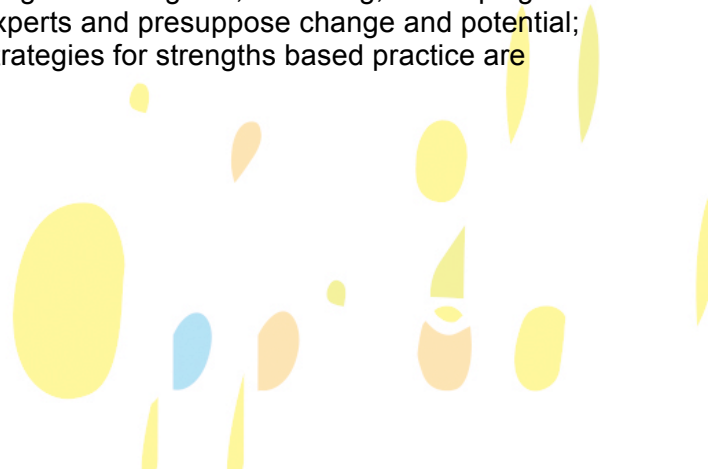 xperts and presuppose change and potential;
rategies for strengths based practice are